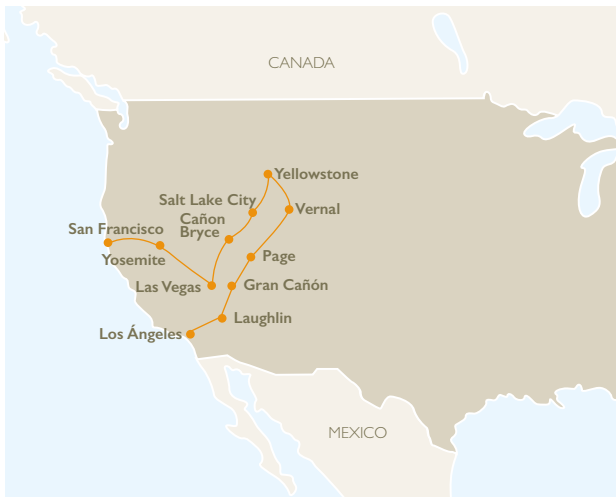 CANADA
Yellowstone
Salt Lake City
Vernal
Cañon
Bryce
San Francisco
Yosemite
Page
Las Vegas
Gran Cañón
Laughlin
Los Ángeles
MEXICO